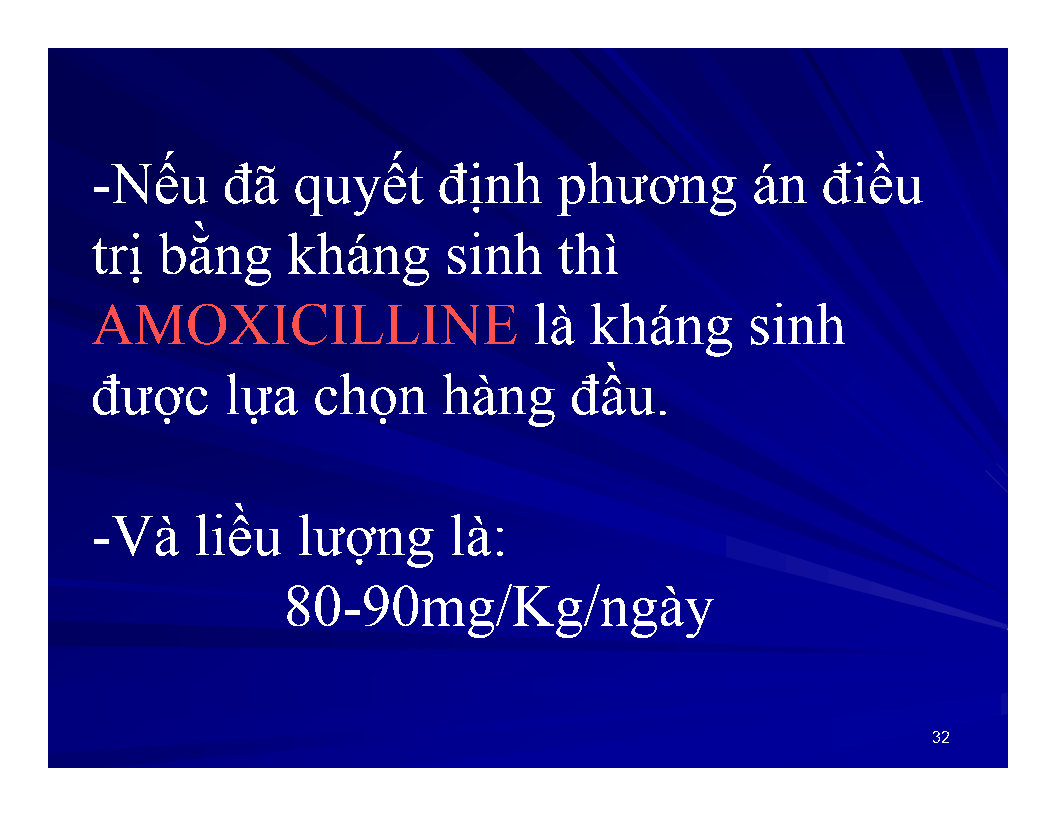 -Nếu đã quyết định phương án điều
trị bằng kháng sinh thì
AMOXICILLINE là kháng sinh
được lựa chọn hàng đầu.
-Và liều lượng là:
80-90mg/Kg/ngày
32